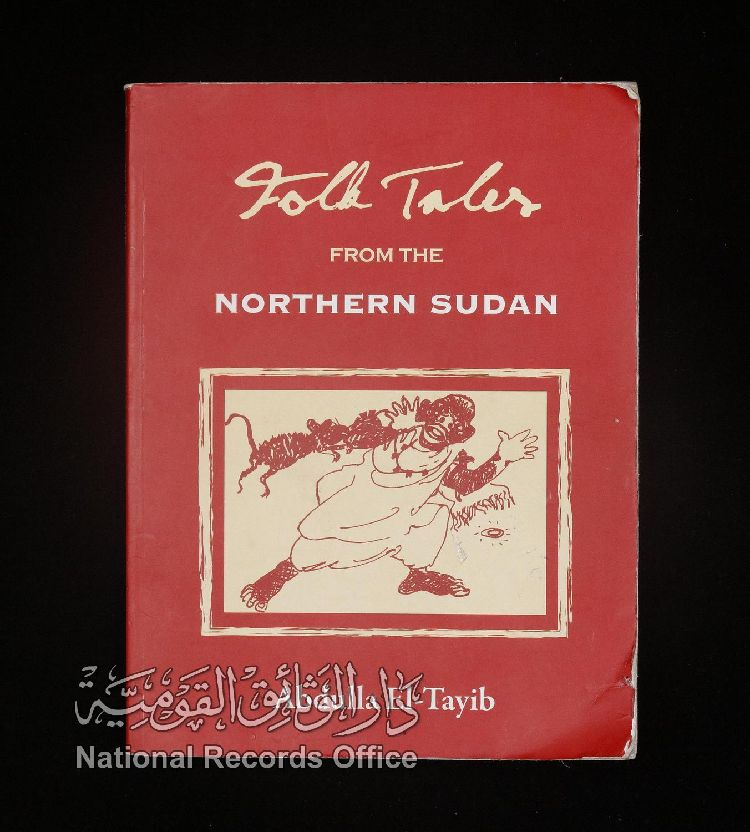 Folk Tales
FROM THE
NORTHERN SUDAN
Abdulla El-Tayib
دار الوثائق القومية
National Records Office